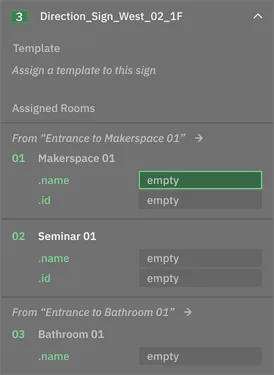 3 Direction_Sign_West_02_1F
Template
Assign a template to this sign
Assigned Rooms
From “Entrance to Makerspace 01” →
01 Makerspace 01
.name empty
.id empty
02 Seminar 01
.name empty
.id empty
From “Entrance to Bathroom 01” →
03 Bathroom 01
.name empty